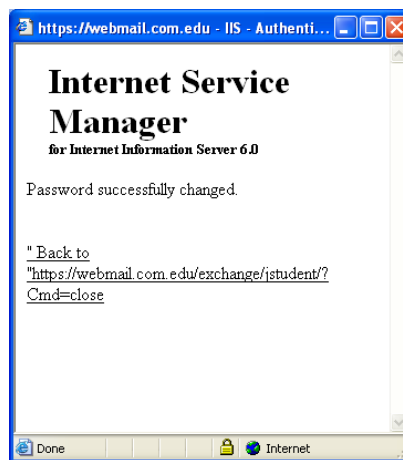 https://webmail.com.edu - IIS - Authenti...
Internet Service
Manager
for Internet Information Server 6.0
Password successfully changed.
" Back to
"https://webmail.com.edu/exchange/jstudent/?
Cmd=close
Done
Internet